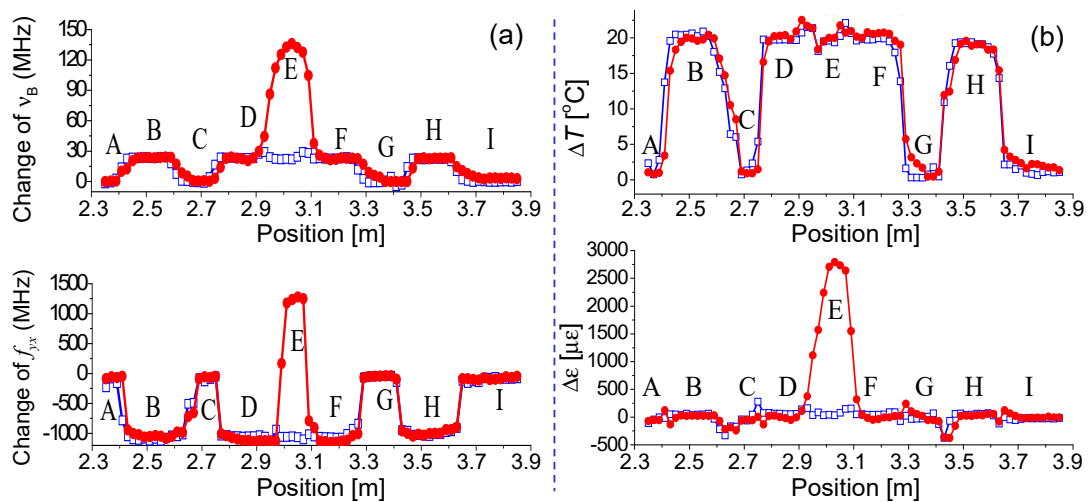 (a)
Change of ν_B (MHz)
150
120
90
60
30
0
A B C D E F G H I
2.3 2.5 2.7 2.9 3.1 3.3 3.5 3.7 3.9
Position [m]
Change of f_yx (MHz)
1500
1000
500
0
-500
-1000
A B C D E F G H I
2.3 2.5 2.7 2.9 3.1 3.3 3.5 3.7 3.9
Position [m]
(b)
ΔT [°C]
20
15
10
5
0
A B C D E F G H I
2.3 2.5 2.7 2.9 3.1 3.3 3.5 3.7 3.9
Position [m]
Δε [με]
3000
2500
2000
1500
1000
500
0
-500
A B C D E F G H I
2.3 2.5 2.7 2.9 3.1 3.3 3.5 3.7 3.9
Position [m]